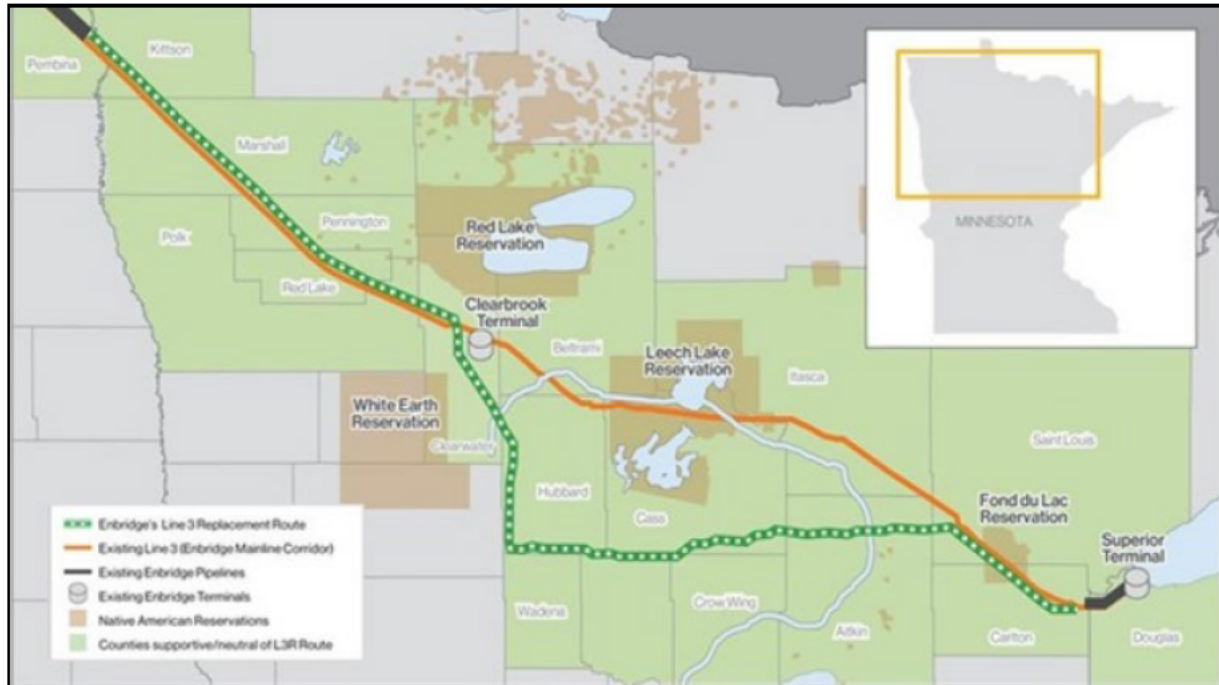 Kittson
Pembina
Marshall
Pennington
Polk
Red Lake
Red Lake
Reservation
Clearbrook
Terminal
Beltrami
Leech Lake
Reservation
Itasca
White Earth
Reservation
Clearwater
Hubbard
Cass
Saint Louis
Fond du Lac
Reservation
Superior
Terminal
Wadena
Crow Wing
Aitkin
Carlton
Douglas
MINNESOTA
Enbridge's Line 3 Replacement Route
Existing Line 3 (Enbridge Mainline Corridor)
Existing Enbridge Pipelines
Existing Enbridge Terminals
Native American Reservations
Counties supportive/neutral of L3R Route